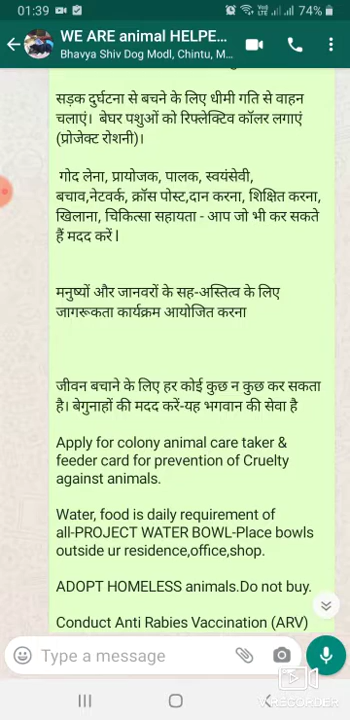 01:39
74%
WE ARE animal HELPE...
Bhavya Shiv Dog Modl, Chintu, M...
सड़क दुर्घटना से बचने के लिए धीमी गति से वाहन
चलाएं।  बेघर पशुओं को रिफ्लेक्टिव कॉलर लगाएं
(प्रोजेक्ट रोशनी)।
गोद लेना, प्रायोजक, पालक, स्वयंसेवी,
बचाव,नेटवर्क, क्रॉस पोस्ट,दान करना, शिक्षित करना,
खिलाना, चिकित्सा सहायता - आप जो भी कर सकते
हैं मदद करें l
मनुष्यों और जानवरों के सह-अस्तित्व के लिए
जागरूकता कार्यक्रम आयोजित करना
जीवन बचाने के लिए हर कोई कुछ न कुछ कर सकता
है। बेगुनाहों की मदद करें-यह भगवान की सेवा है
Apply for colony animal care taker &
feeder card for prevention of Cruelty
against animals.
Water, food is daily requirement of
all-PROJECT WATER BOWL-Place bowls
outside ur residence,office,shop.
ADOPT HOMELESS animals.Do not buy.
Conduct Anti Rabies Vaccination (ARV)
Type a message
VIRECORDER